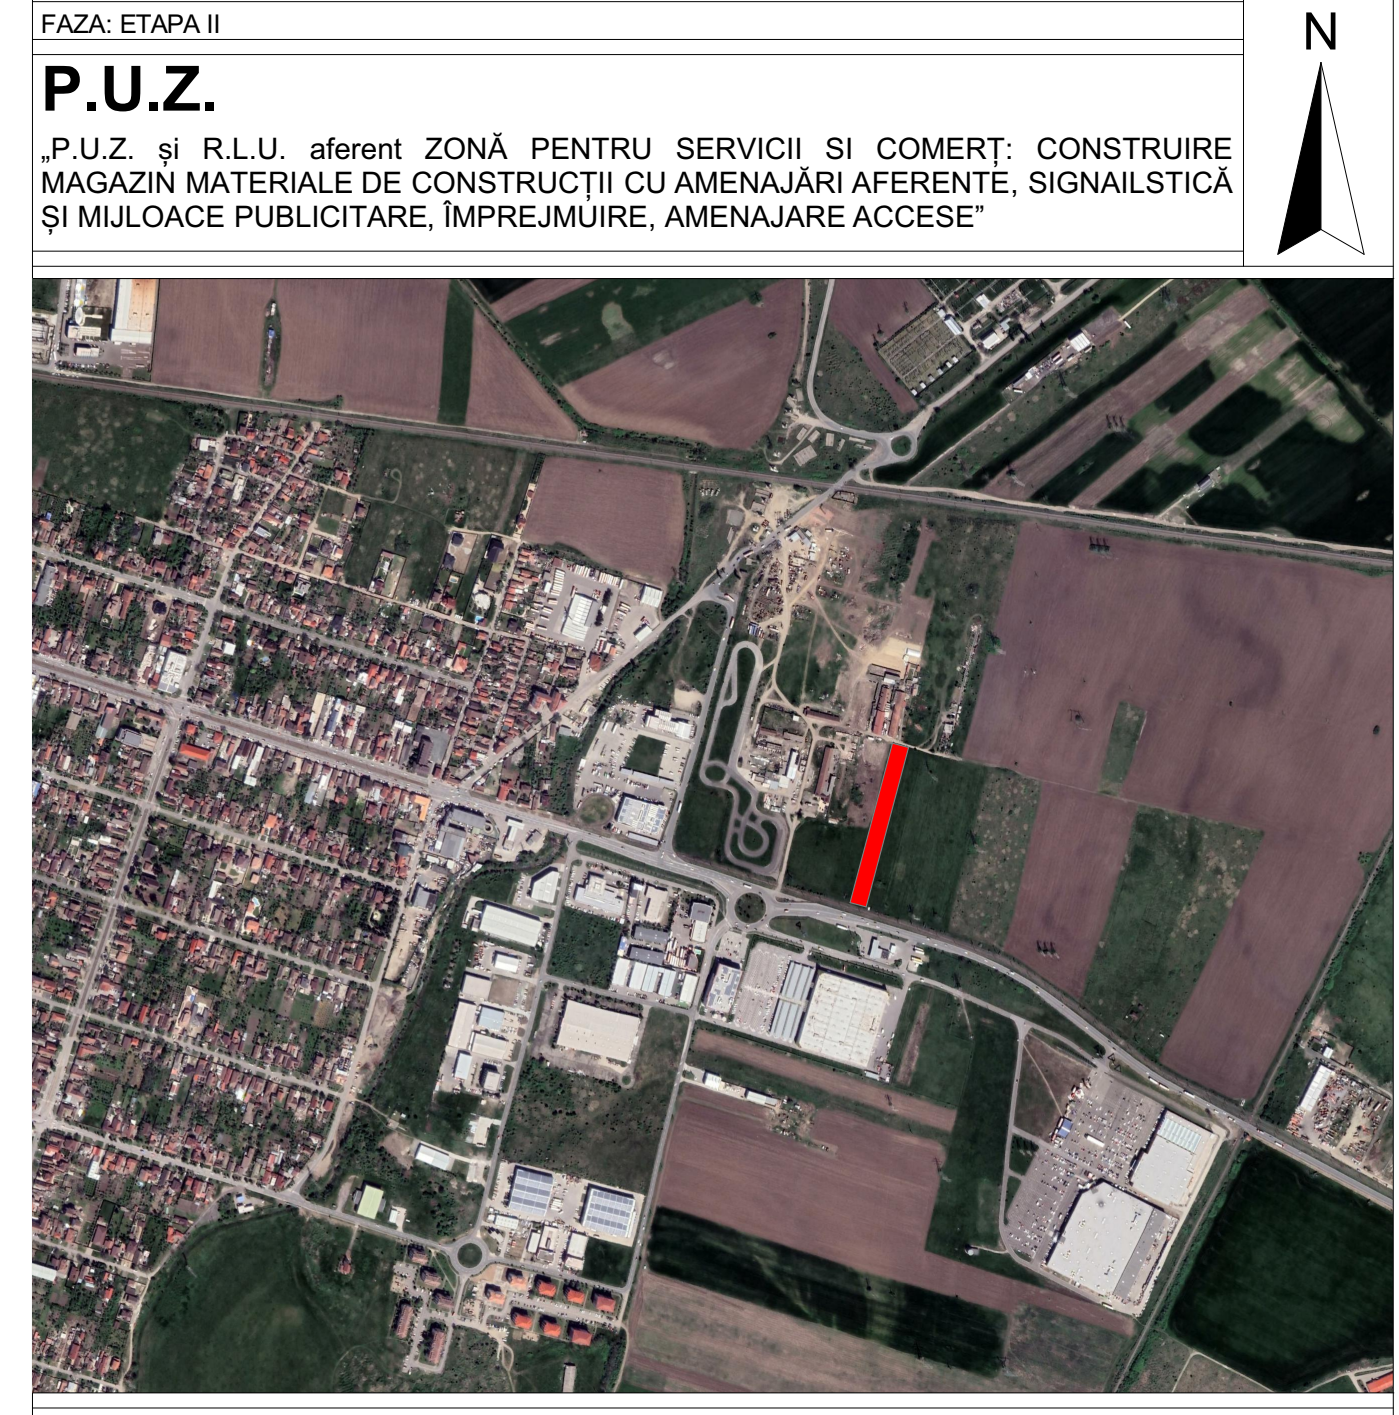 FAZA: ETAPA II
N
P.U.Z.
„P.U.Z. și R.L.U. aferent ZONĂ PENTRU SERVICII SI COMERȚ: CONSTRUIRE
MAGAZIN MATERIALE DE CONSTRUCȚII CU AMENAJĂRI AFERENTE, SIGNAILSTICĂ
ȘI MIJLOACE PUBLICITARE, ÎMPREJMUIRE, AMENAJARE ACCESE”